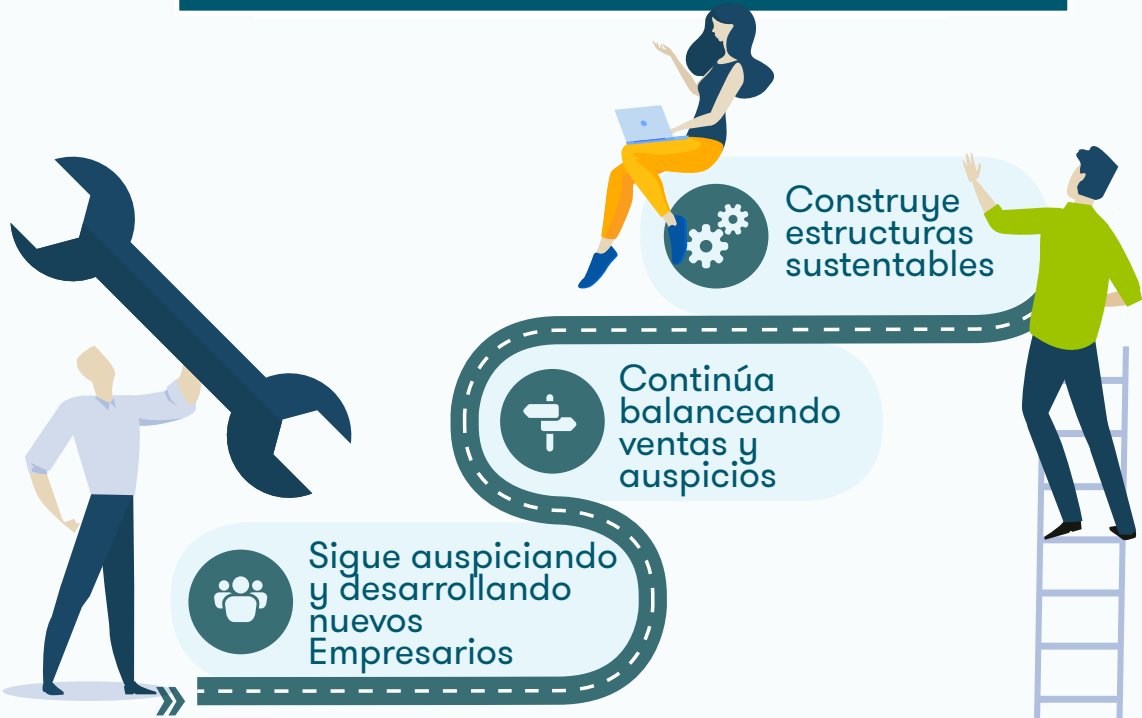 Construye
estructuras
sustentables
Continúa
balanceando
ventas y
auspicios
Sigue auspiciando
y desarrollando
nuevos
Empresarios